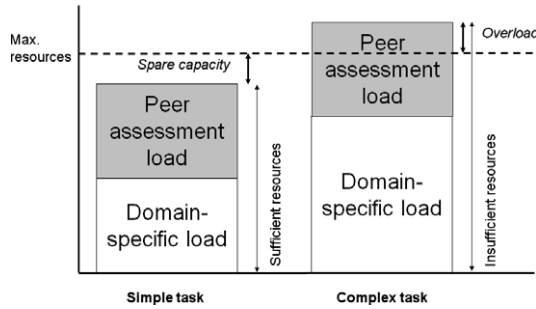 Max.
resources
Spare capacity
Overload
Peer
assessment
load
Domain-
specific load
Sufficient resources
Peer
assessment
load
Domain-
specific load
Insufficient resources
Simple task
Complex task